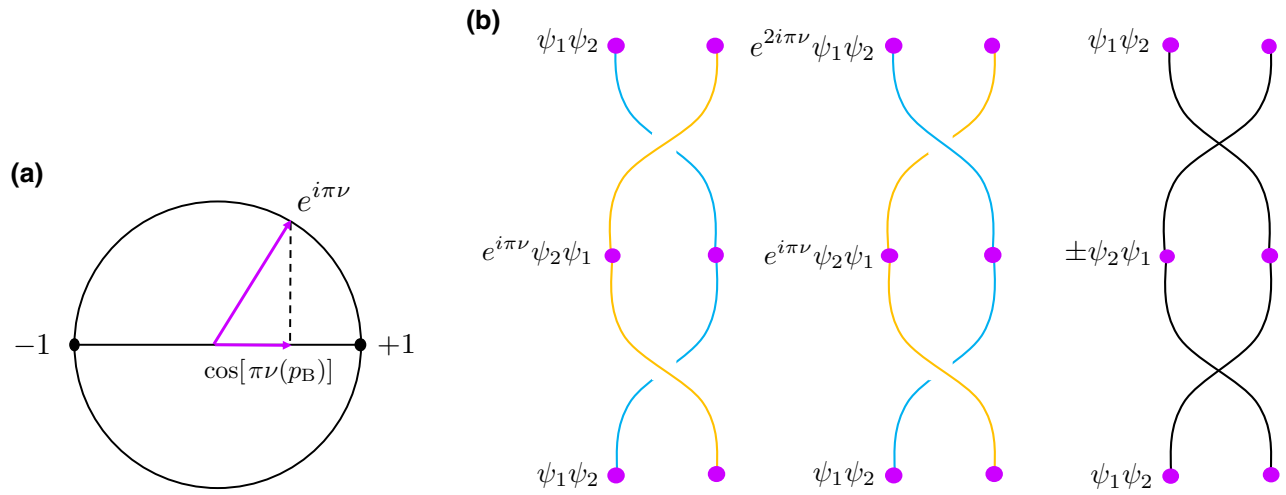 (a)
e^{iπν}
−1
+1
cos[πν(p_B)]
(b)
ψ₁ψ₂
e^{2iπν}ψ₁ψ₂
ψ₁ψ₂
e^{iπν}ψ₂ψ₁
e^{iπν}ψ₂ψ₁
±ψ₂ψ₁
ψ₁ψ₂
ψ₁ψ₂
ψ₁ψ₂